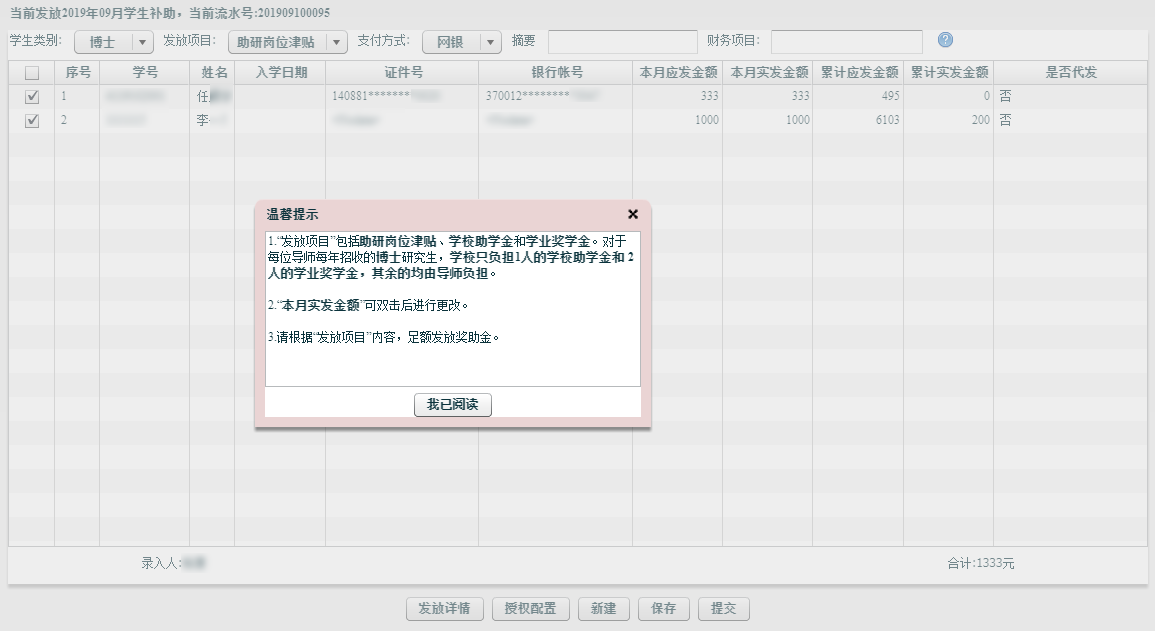 当前发放2019年09月学生补助，当前流水号:201909100095
学生类别: 博士 发放项目: 助研岗位津贴 支付方式: 网银 摘要 财务项目:
序号 学号 姓名 入学日期 证件号 银行帐号 本月应发金额 本月实发金额 累计应发金额 累计实发金额 是否代发
1 任 140881******* 370012******** 333 333 495 0 否
2 李 1000 1000 6103 200 否
温馨提示
1.“发放项目”包括助研岗位津贴、学校助学金和学业奖学金。对于
每位导师每年招收的博士研究生，学校只负担1人的学校助学金和 2
人的学业奖学金，其余的均由导师负担。
2.“本月实发金额”可双击后进行更改。
3.请根据“发放项目”内容，足额发放奖助金。
我已阅读
录入人: 合计:1333元
发放详情 授权配置 新建 保存 提交